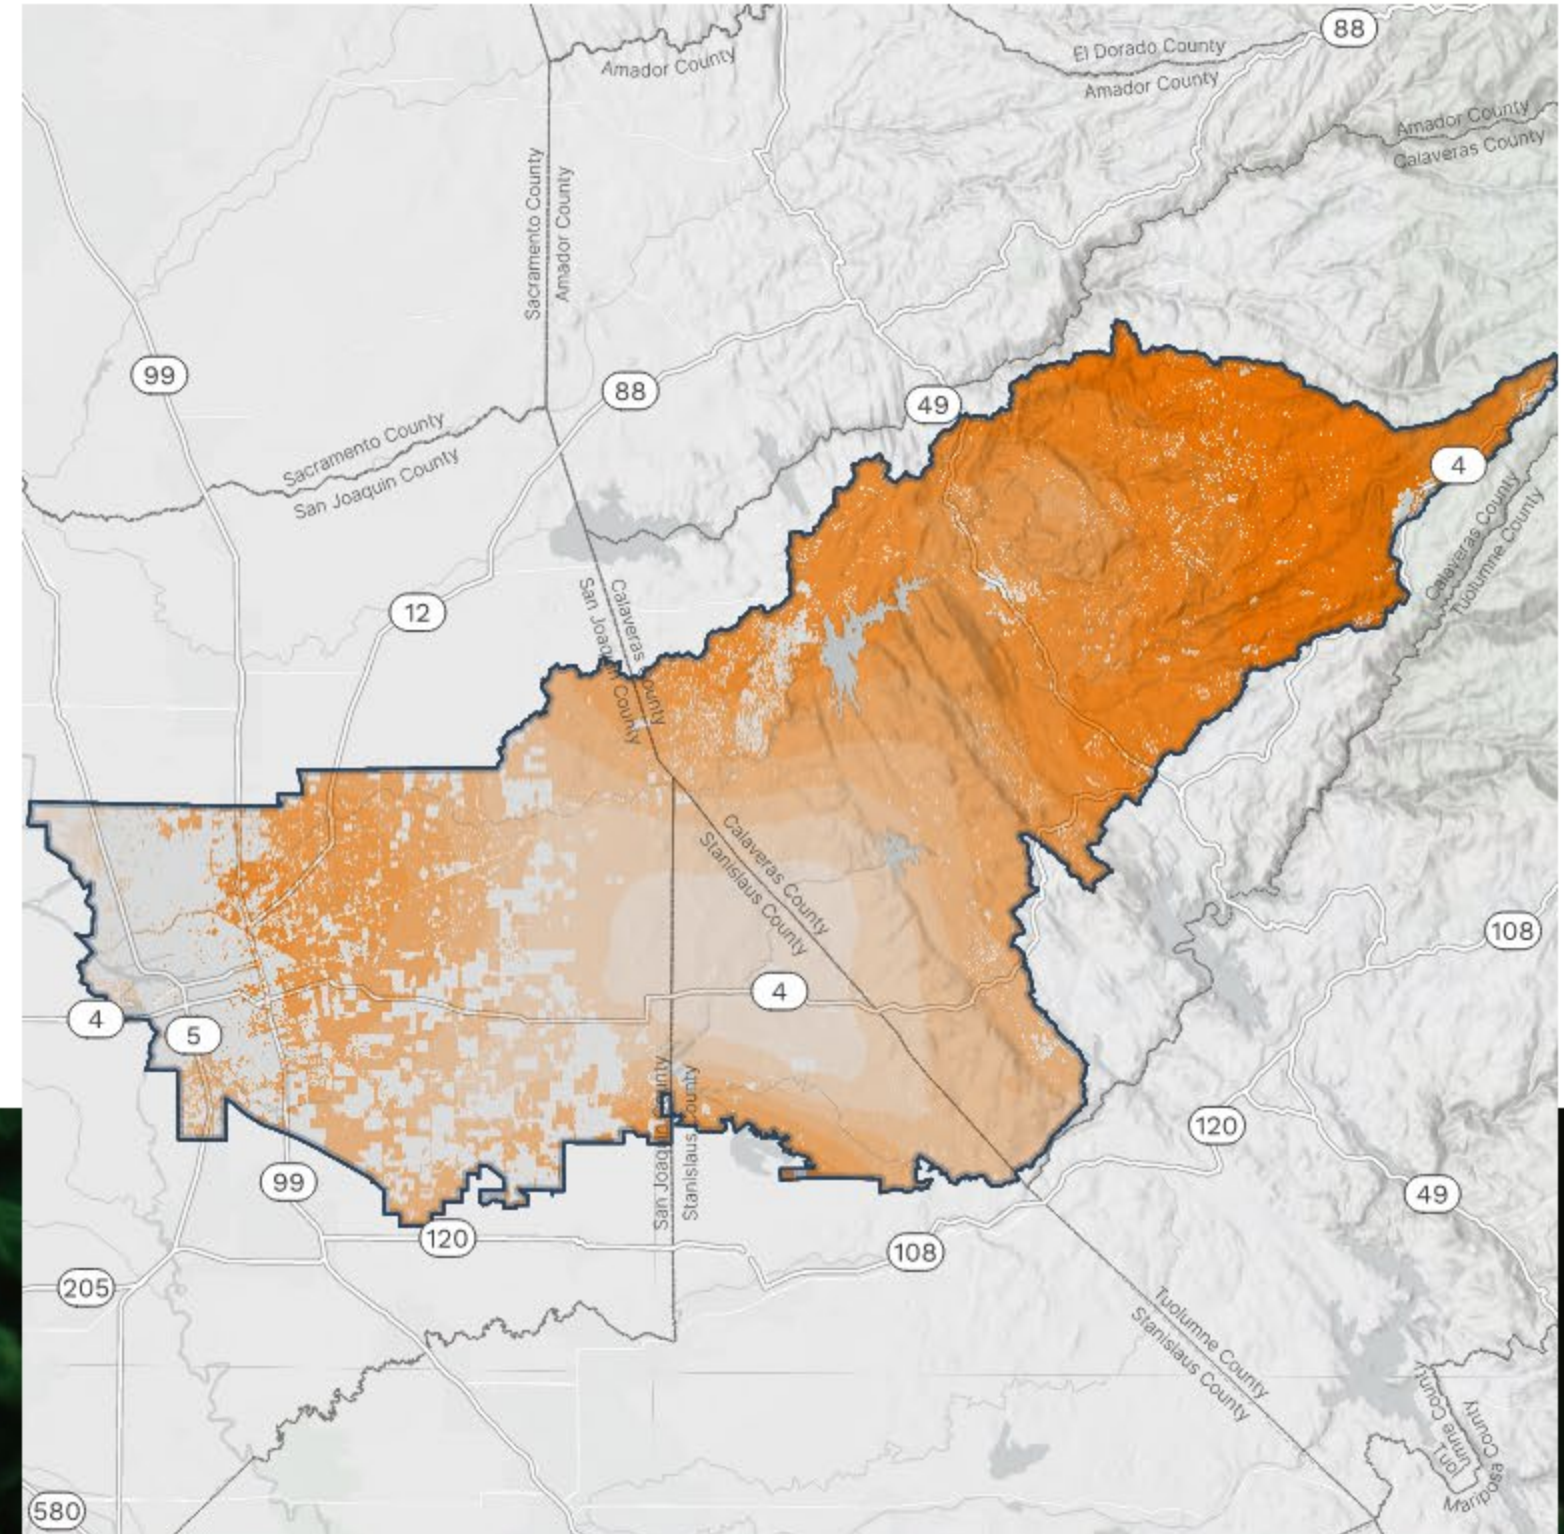 88
El Dorado County
Amador County
Amador County
Amador County
Calaveras County
Sacramento County
Amador County
99
88
49
Sacramento County
San Joaquin County
4
Calaveras County
Tuolumne County
12
Calaveras County
San Joaquin County
Calaveras County
Stanislaus County
108
4
4
5
San Joaquin County
Stanislaus County
120
99
49
120
108
205
Tuolumne County
Stanislaus County
Mariposa County
580